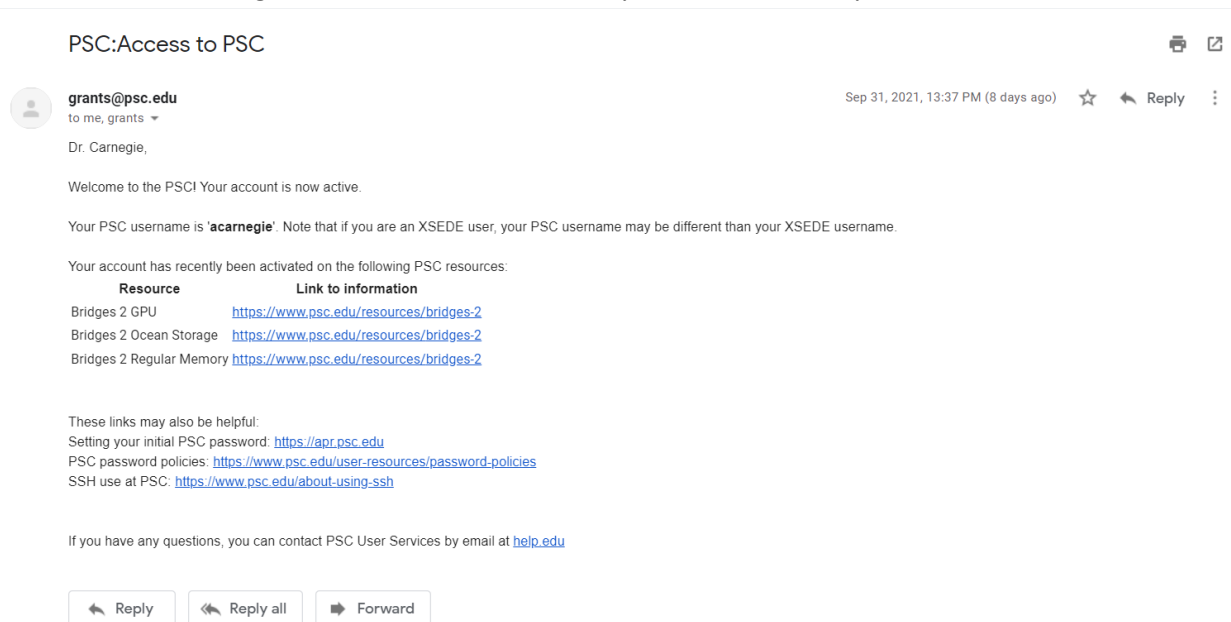 PSC:Access to PSC
grants@psc.edu
Sep 31, 2021, 13:37 PM (8 days ago)
Reply
to me, grants
Dr. Carnegie,
Welcome to the PSC! Your account is now active.
Your PSC username is 'acarnegie'. Note that if you are an XSEDE user, your PSC username may be different than your XSEDE username.
Your account has recently been activated on the following PSC resources:
Resource Link to information
Bridges 2 GPU https://www.psc.edu/resources/bridges-2
Bridges 2 Ocean Storage https://www.psc.edu/resources/bridges-2
Bridges 2 Regular Memory https://www.psc.edu/resources/bridges-2
These links may also be helpful:
Setting your initial PSC password: https://apr.psc.edu
PSC password policies: https://www.psc.edu/user-resources/password-policies
SSH use at PSC: https://www.psc.edu/about-using-ssh
If you have any questions, you can contact PSC User Services by email at help.edu
Reply Reply all Forward